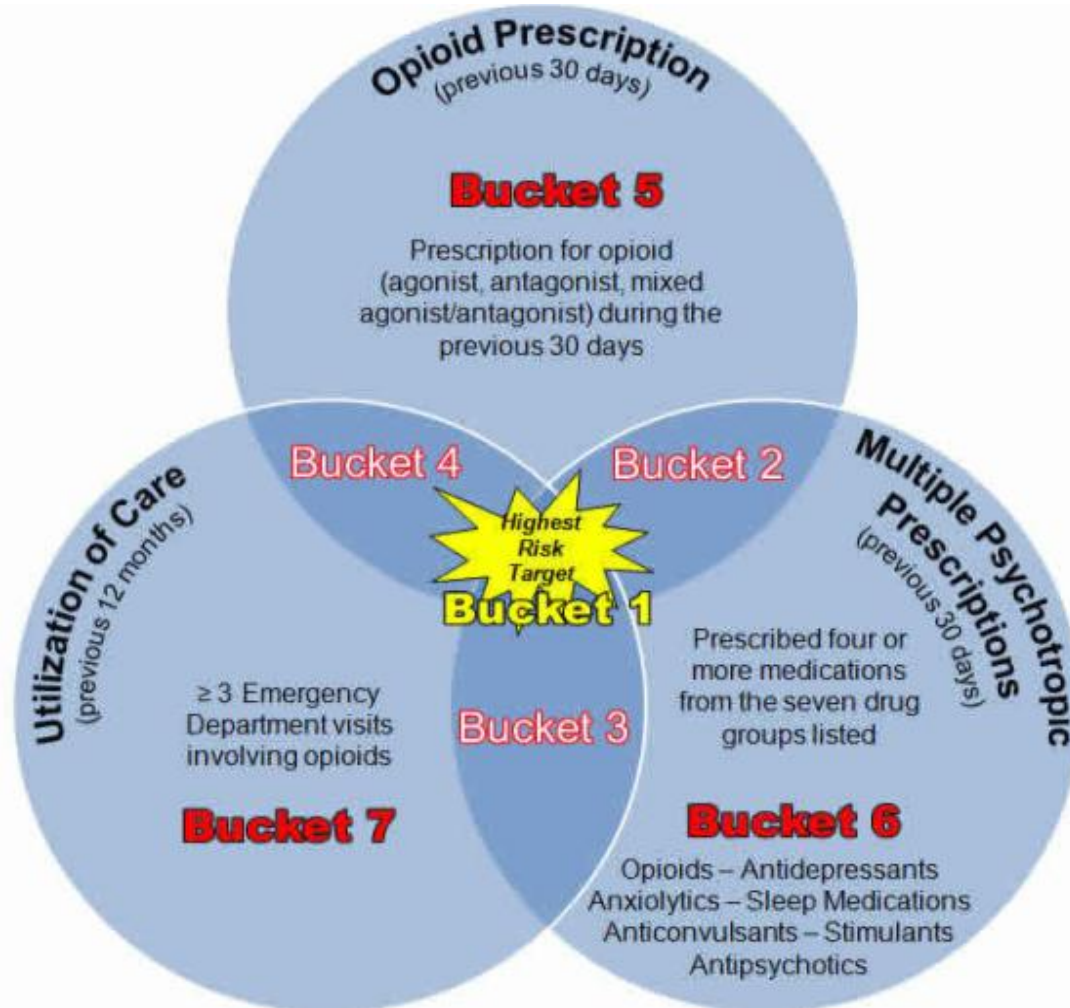 Opioid Prescription
(previous 30 days)
Bucket 5
Prescription for opioid
(agonist, antagonist, mixed
agonist/antagonist) during the
previous 30 days
Bucket 4
Bucket 2
Highest
Risk
Target
Bucket 1
Utilization of Care
(previous 12 months)
≥ 3 Emergency
Department visits
involving opioids
Bucket 7
Bucket 3
Multiple Psychotropic
Prescriptions
(previous 30 days)
Prescribed four or
more medications
from the seven drug
groups listed
Bucket 6
Opioids – Antidepressants
Anxiolytics – Sleep Medications
Anticonvulsants – Stimulants
Antipsychotics